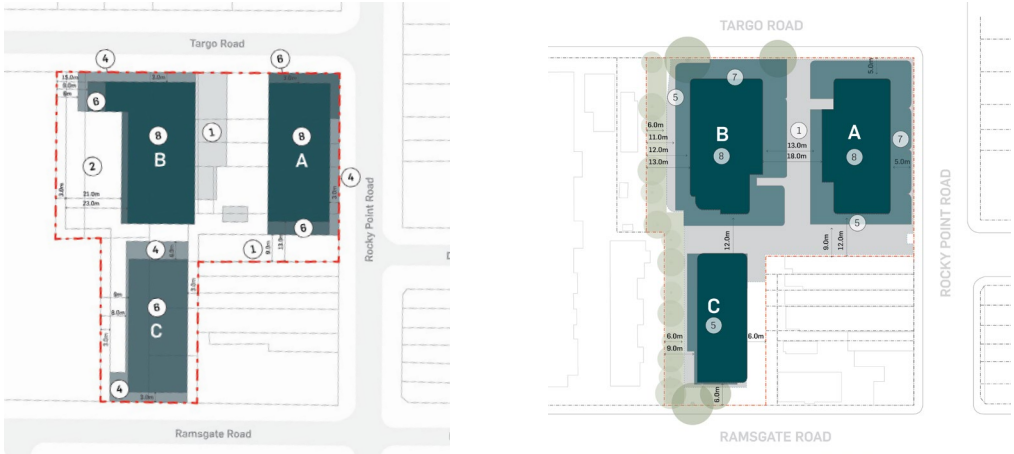 Targo Road
4
6
15.0m
9.0m
6m
3.0m
6
8
B
1
8
A
2
4
3.0m
21.0m
23.0m
3.0m
6
4
1
9.0m
13.0m
3.0m
6m
8.0m
6
C
3.0m
4
3.0m
Rocky Point Road
Ramsgate Road
TARGO ROAD
5.0m
7
5
6.0m
11.0m
12.0m
13.0m
B
8
1
13.0m
18.0m
A
8
7
5.0m
5
12.0m
9.0m
12.0m
C
5
6.0m
9.0m
6.0m
6.0m
ROCKY POINT ROAD
RAMSGATE ROAD